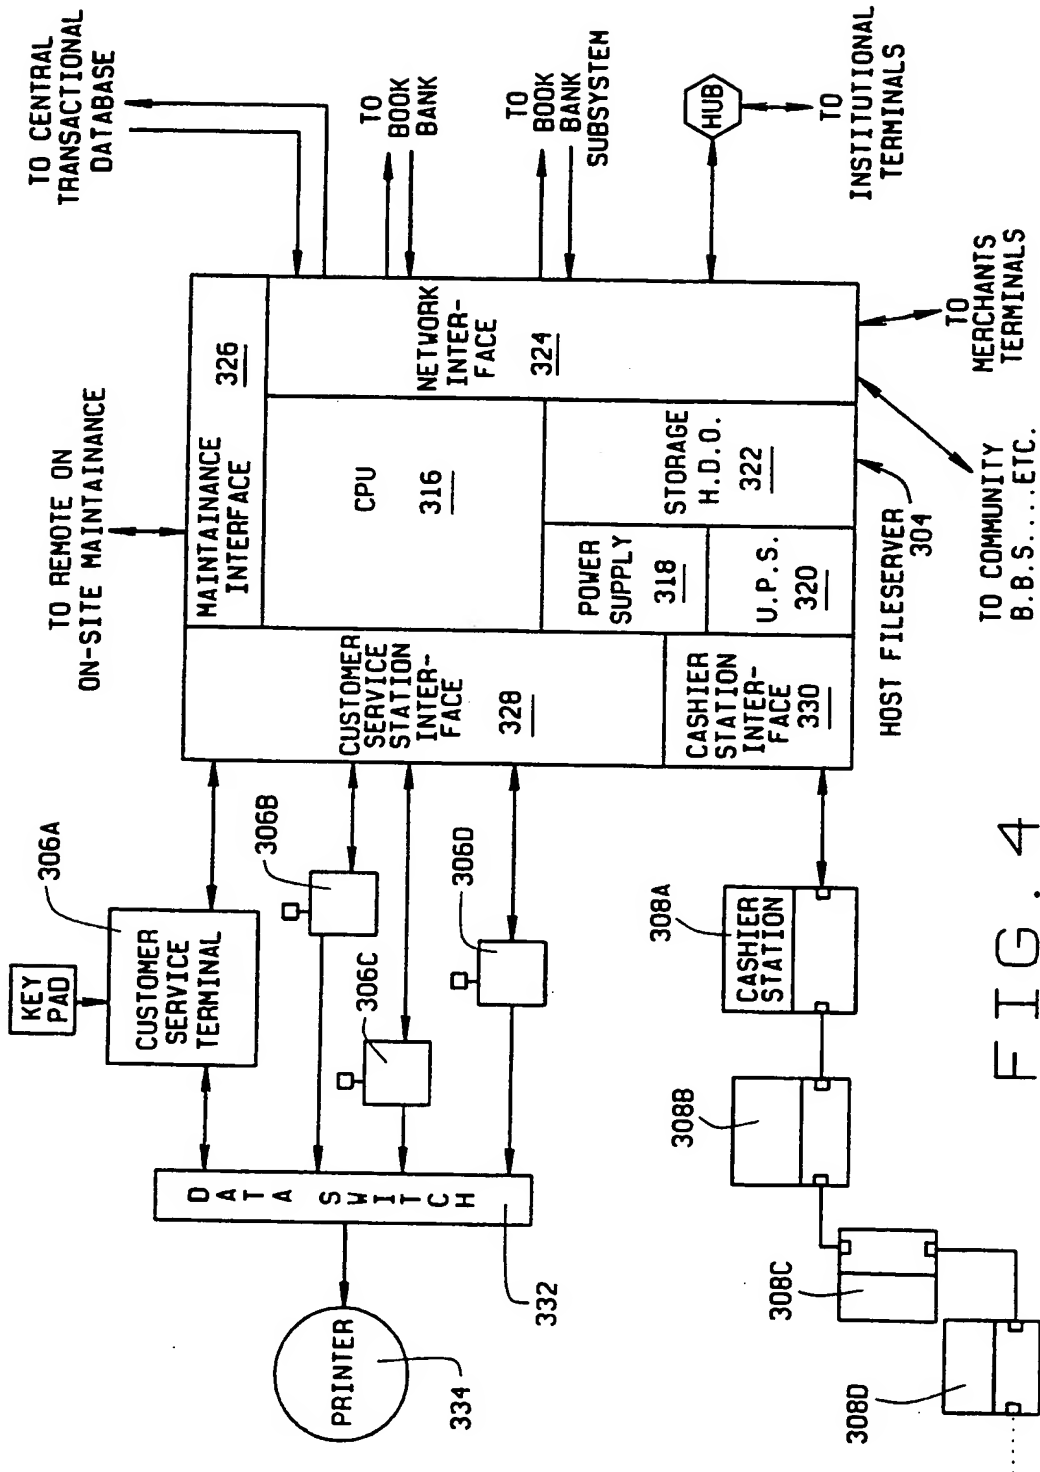 TO CENTRAL
TRANSACTIONAL
DATABASE
TO
BOOK
BANK
TO
BOOK
BANK
SUBSYSTEM
HUB
TO
INSTITUTIONAL
TERMINALS
TO REMOTE ON
ON-SITE MAINTAINANCE
MAINTAINANCE
INTERFACE
326
NETWORK
INTER-
FACE
324
TO
MERCHANTS
TERMINALS
CPU
316
STORAGE
H.D.O.
322
POWER
SUPPLY
318
U.P.S.
320
HOST FILESERVER
304
TO COMMUNITY
B.B.S....ETC.
CUSTOMER
SERVICE
STATION
INTER-
FACE
328
CASHIER
STATION
INTER-
FACE
330
306A
306B
306C
306D
KEY
PAD
CUSTOMER
SERVICE
TERMINAL
308A
CASHIER
STATION
308B
308C
308D
DATA SWITCH
332
PRINTER
334
FIG. 4